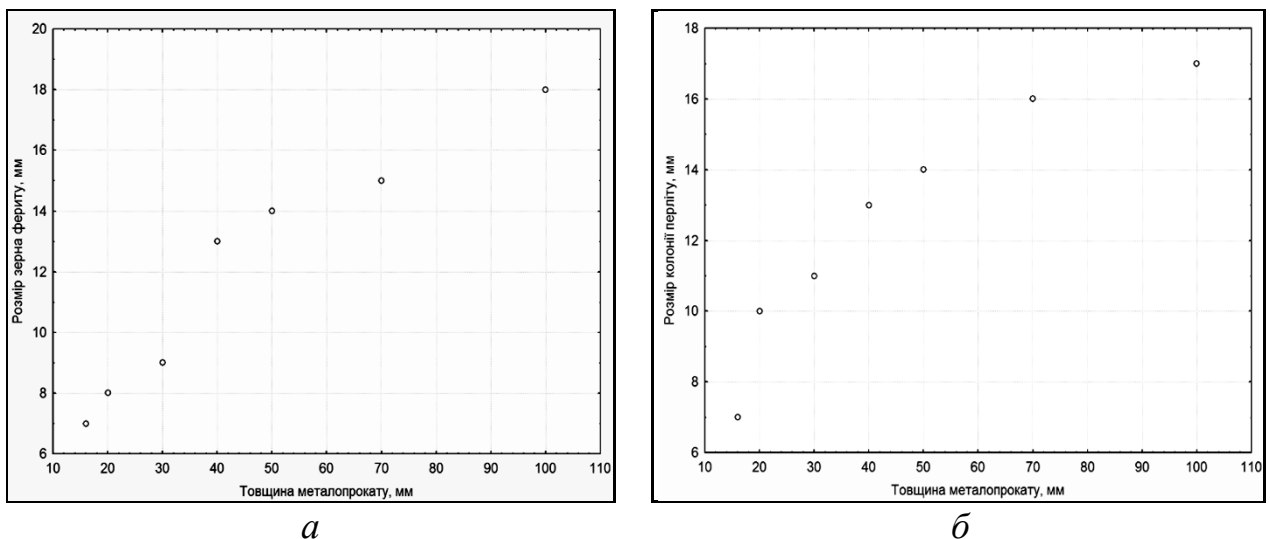 20
18
16
14
12
10
8
6
Розмір зерна фериту, мм
10 20 30 40 50 60 70 80 90 100 110
Товщина металопрокату, мм
а
18
16
14
12
10
8
6
Розмір колонії перліту, мм
10 20 30 40 50 60 70 80 90 100 110
Товщина металопрокату, мм
б